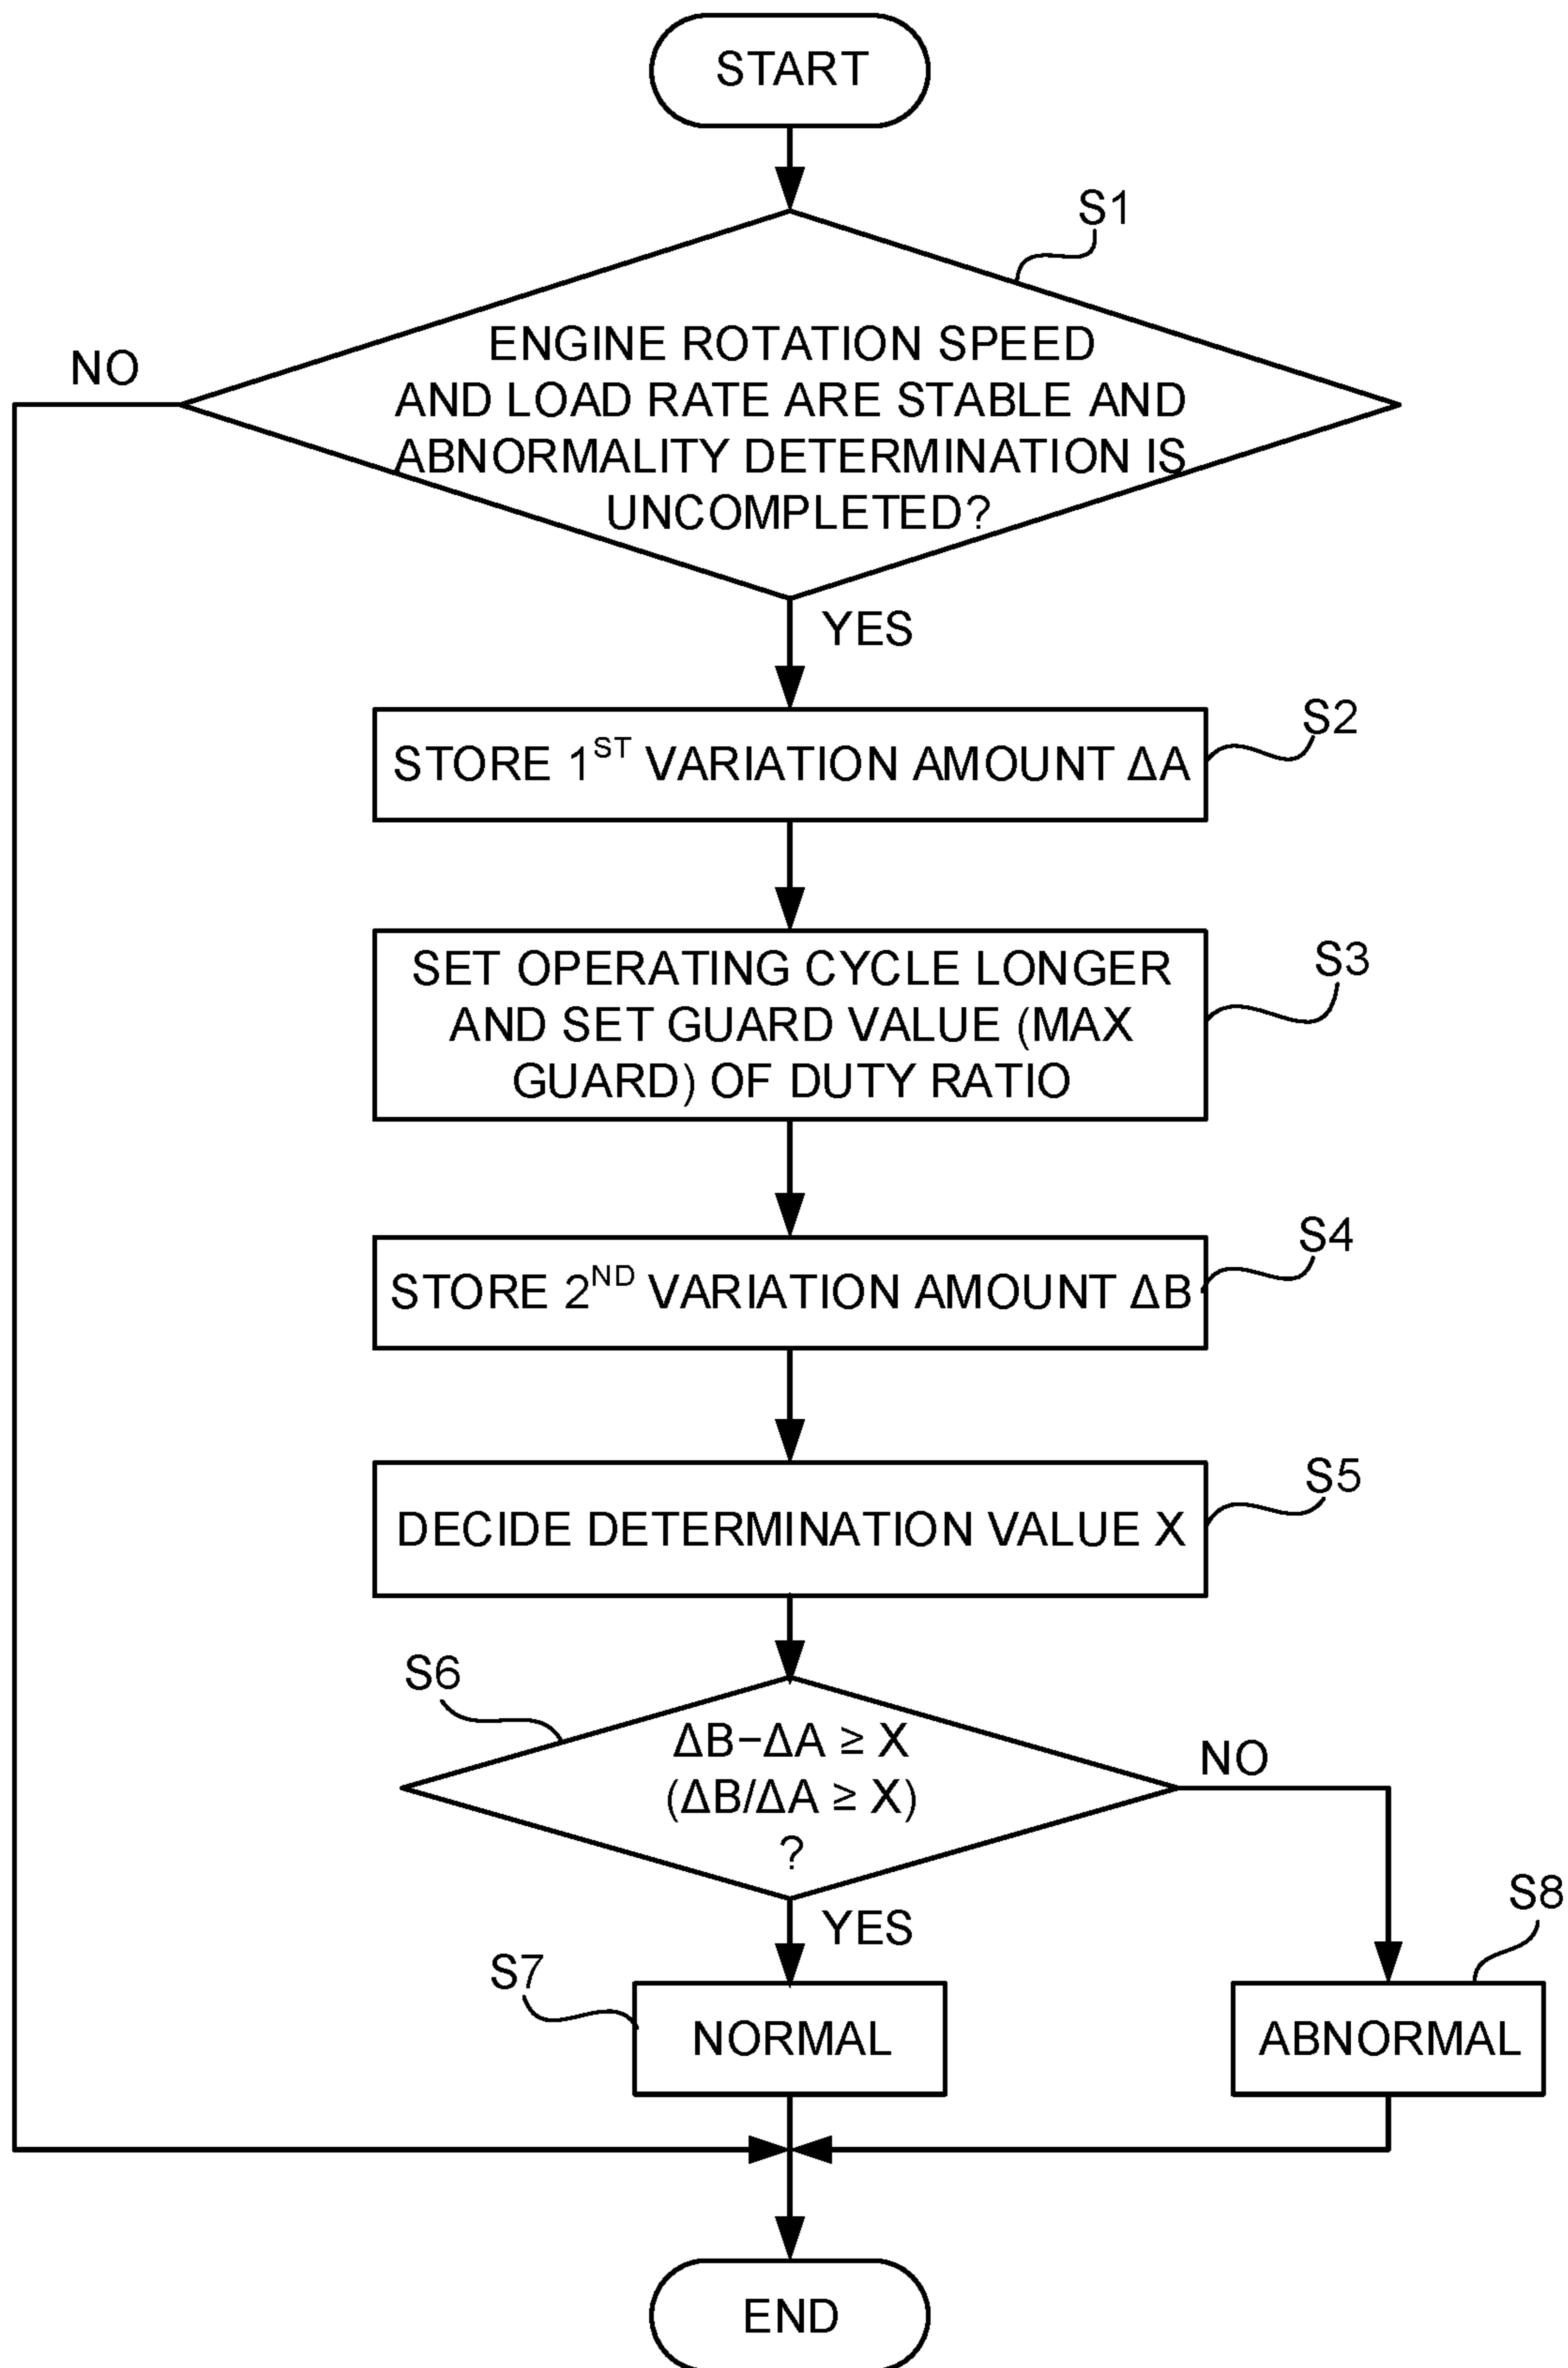 START
S1
NO
ENGINE ROTATION SPEED
AND LOAD RATE ARE STABLE AND
ABNORMALITY DETERMINATION IS
UNCOMPLETED?
YES
S2
STORE 1ST VARIATION AMOUNT ΔA
S3
SET OPERATING CYCLE LONGER
AND SET GUARD VALUE (MAX
GUARD) OF DUTY RATIO
S4
STORE 2ND VARIATION AMOUNT ΔB
S5
DECIDE DETERMINATION VALUE X
S6
ΔB−ΔA ≥ X
(ΔB/ΔA ≥ X)
?
NO
YES
S7
S8
NORMAL
ABNORMAL
END